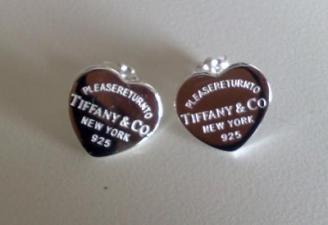 PLEASERETURNTO
TIFFANY & CO.
NEW YORK
925
PLEASERETURNTO
TIFFANY & CO
NEW YORK
925